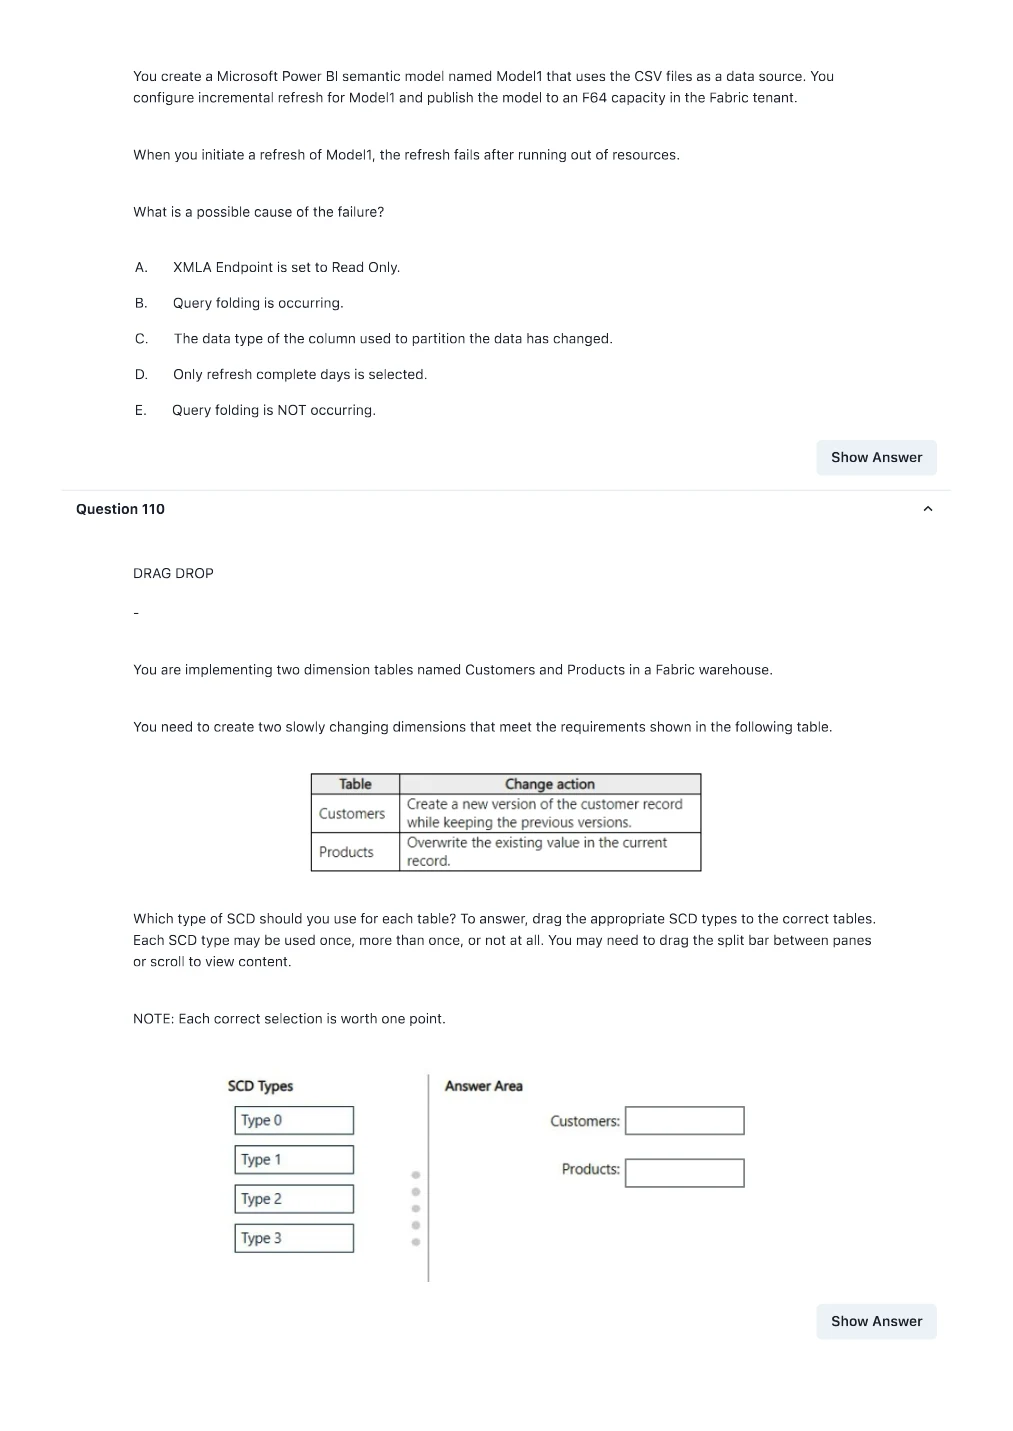 You create a Microsoft Power BI semantic model named Model1 that uses the CSV files as a data source. You
configure incremental refresh for Model1 and publish the model to an F64 capacity in the Fabric tenant.
When you initiate a refresh of Model1, the refresh fails after running out of resources.
What is a possible cause of the failure?
A. XMLA Endpoint is set to Read Only.
B. Query folding is occurring.
C. The data type of the column used to partition the data has changed.
D. Only refresh complete days is selected.
E. Query folding is NOT occurring.
Show Answer
Question 110
DRAG DROP
-
You are implementing two dimension tables named Customers and Products in a Fabric warehouse.
You need to create two slowly changing dimensions that meet the requirements shown in the following table.
Table Change action
Customers Create a new version of the customer record
while keeping the previous versions.
Products Overwrite the existing value in the current
record.
Which type of SCD should you use for each table? To answer, drag the appropriate SCD types to the correct tables.
Each SCD type may be used once, more than once, or not at all. You may need to drag the split bar between panes
or scroll to view content.
NOTE: Each correct selection is worth one point.
SCD Types
Type 0
Type 1
Type 2
Type 3
Answer Area
Customers:
Products:
Show Answer